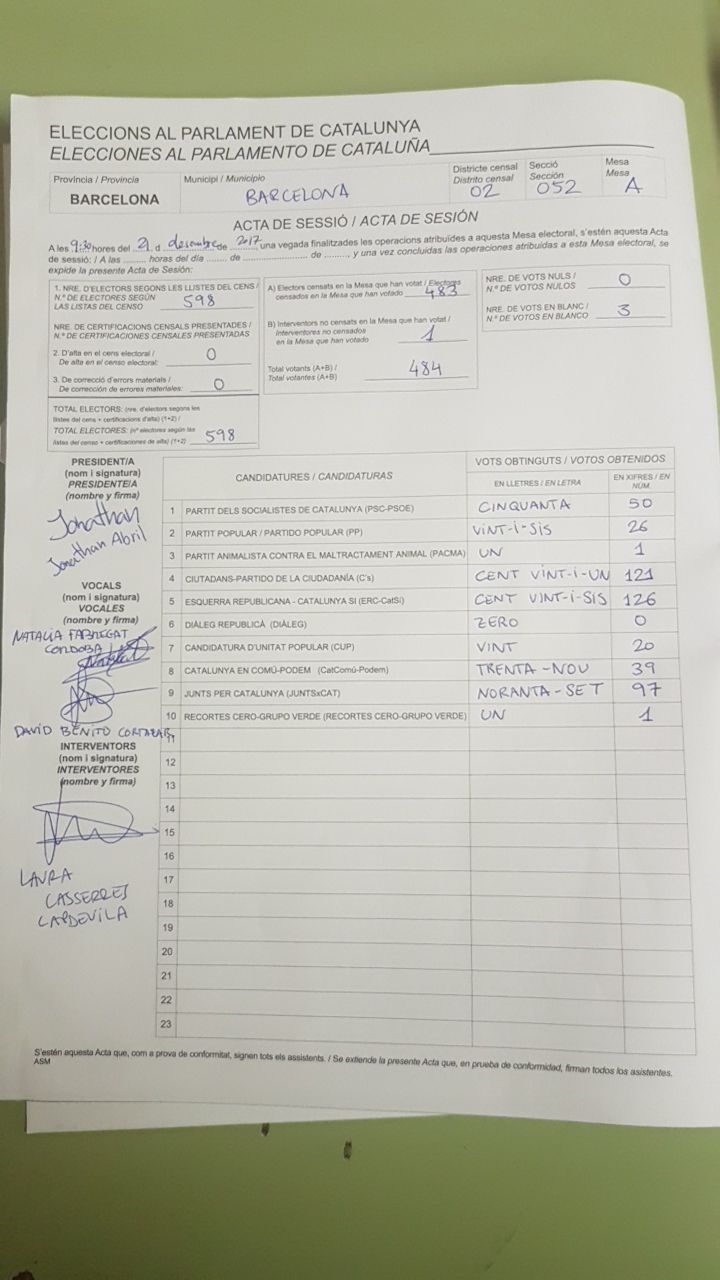 ELECCIONS AL PARLAMENT DE CATALUNYA
ELECCIONES AL PARLAMENTO DE CATALUÑA
Província / Provincia
BARCELONA
Municipi / Municipio
BARCELONA
Districte censal
Distrito censal
02
Secció
Sección
052
Mesa
Mesa
A
ACTA DE SESSIÓ / ACTA DE SESIÓN
A les 9:30 hores del 21 d desembre de 2017 una vegada finalitzades les operacions atribuïdes a aquesta Mesa electoral, s'estén aquesta Acta
de sessió: / A las ......... horas del día ....... de ...................... de ........., y una vez concluidas las operaciones atribuidas a esta Mesa electoral, se
expide la presente Acta de Sesión:
1. NRE. D'ELECTORS SEGONS LES LLISTES DEL CENS /
N.º DE ELECTORES SEGÚN
LAS LISTAS DEL CENSO
598
NRE. DE CERTIFICACIONS CENSALS PRESENTADES /
N.º DE CERTIFICACIONES CENSALES PRESENTADAS
2. D'alta en el cens electoral /
De alta en el censo electoral:
0
3. De correcció d'errors materials /
De corrección de errores materiales:
0
TOTAL ELECTORS: (nre. d'electors segons les
llistes del cens + certificacions d'alta) (1+2) /
TOTAL ELECTORES: (nº electores según las
listas del censo + certificaciones de alta) (1+2)
598
A) Electors censats en la Mesa que han votat / Electores
censados en la Mesa que han votado
483
B) Interventors no censats en la Mesa que han votat /
Interventores no censados
en la Mesa que han votado
1
Total votants (A+B) /
Total votantes (A+B)
484
NRE. DE VOTS NULS /
N.º DE VOTOS NULOS
0
NRE. DE VOTS EN BLANC /
N.º DE VOTOS EN BLANCO
3
PRESIDENT/A
(nom i signatura)
PRESIDENTE/A
(nombre y firma)
Jonathan
Jonathan Abril
VOCALS
(nom i signatura)
VOCALES
(nombre y firma)
NATALIA FABREGAT
CORDOBA
DAVID BENITO CORTAZAR
INTERVENTORS
(nom i signatura)
INTERVENTORES
(nombre y firma)
LAURA
CASSERRES
CAPDEVILA
CANDIDATURES / CANDIDATURAS
VOTS OBTINGUTS / VOTOS OBTENIDOS
EN LLETRES / EN LETRA
EN XIFRES / EN
NÚM.
1 PARTIT DELS SOCIALISTES DE CATALUNYA (PSC-PSOE) CINQUANTA 50
2 PARTIT POPULAR / PARTIDO POPULAR (PP) VINT-I-SIS 26
3 PARTIT ANIMALISTA CONTRA EL MALTRACTAMENT ANIMAL (PACMA) UN 1
4 CIUTADANS-PARTIDO DE LA CIUDADANÍA (C's) CENT VINT-I-UN 121
5 ESQUERRA REPUBLICANA - CATALUNYA SÍ (ERC-CatSí) CENT VINT-I-SIS 126
6 DIÀLEG REPUBLICÀ (DIÀLEG) ZERO 0
7 CANDIDATURA D'UNITAT POPULAR (CUP) VINT 20
8 CATALUNYA EN COMÚ-PODEM (CatComú-Podem) TRENTA-NOU 39
9 JUNTS PER CATALUNYA (JUNTSxCAT) NORANTA-SET 97
10 RECORTES CERO-GRUPO VERDE (RECORTES CERO-GRUPO VERDE) UN 1
11
12
13
14
15
16
17
18
19
20
21
22
23
S'estén aquesta Acta que, com a prova de conformitat, signen tots els assistents. / Se extiende la presente Acta que, en prueba de conformidad, firman todos los asistentes.
ASM